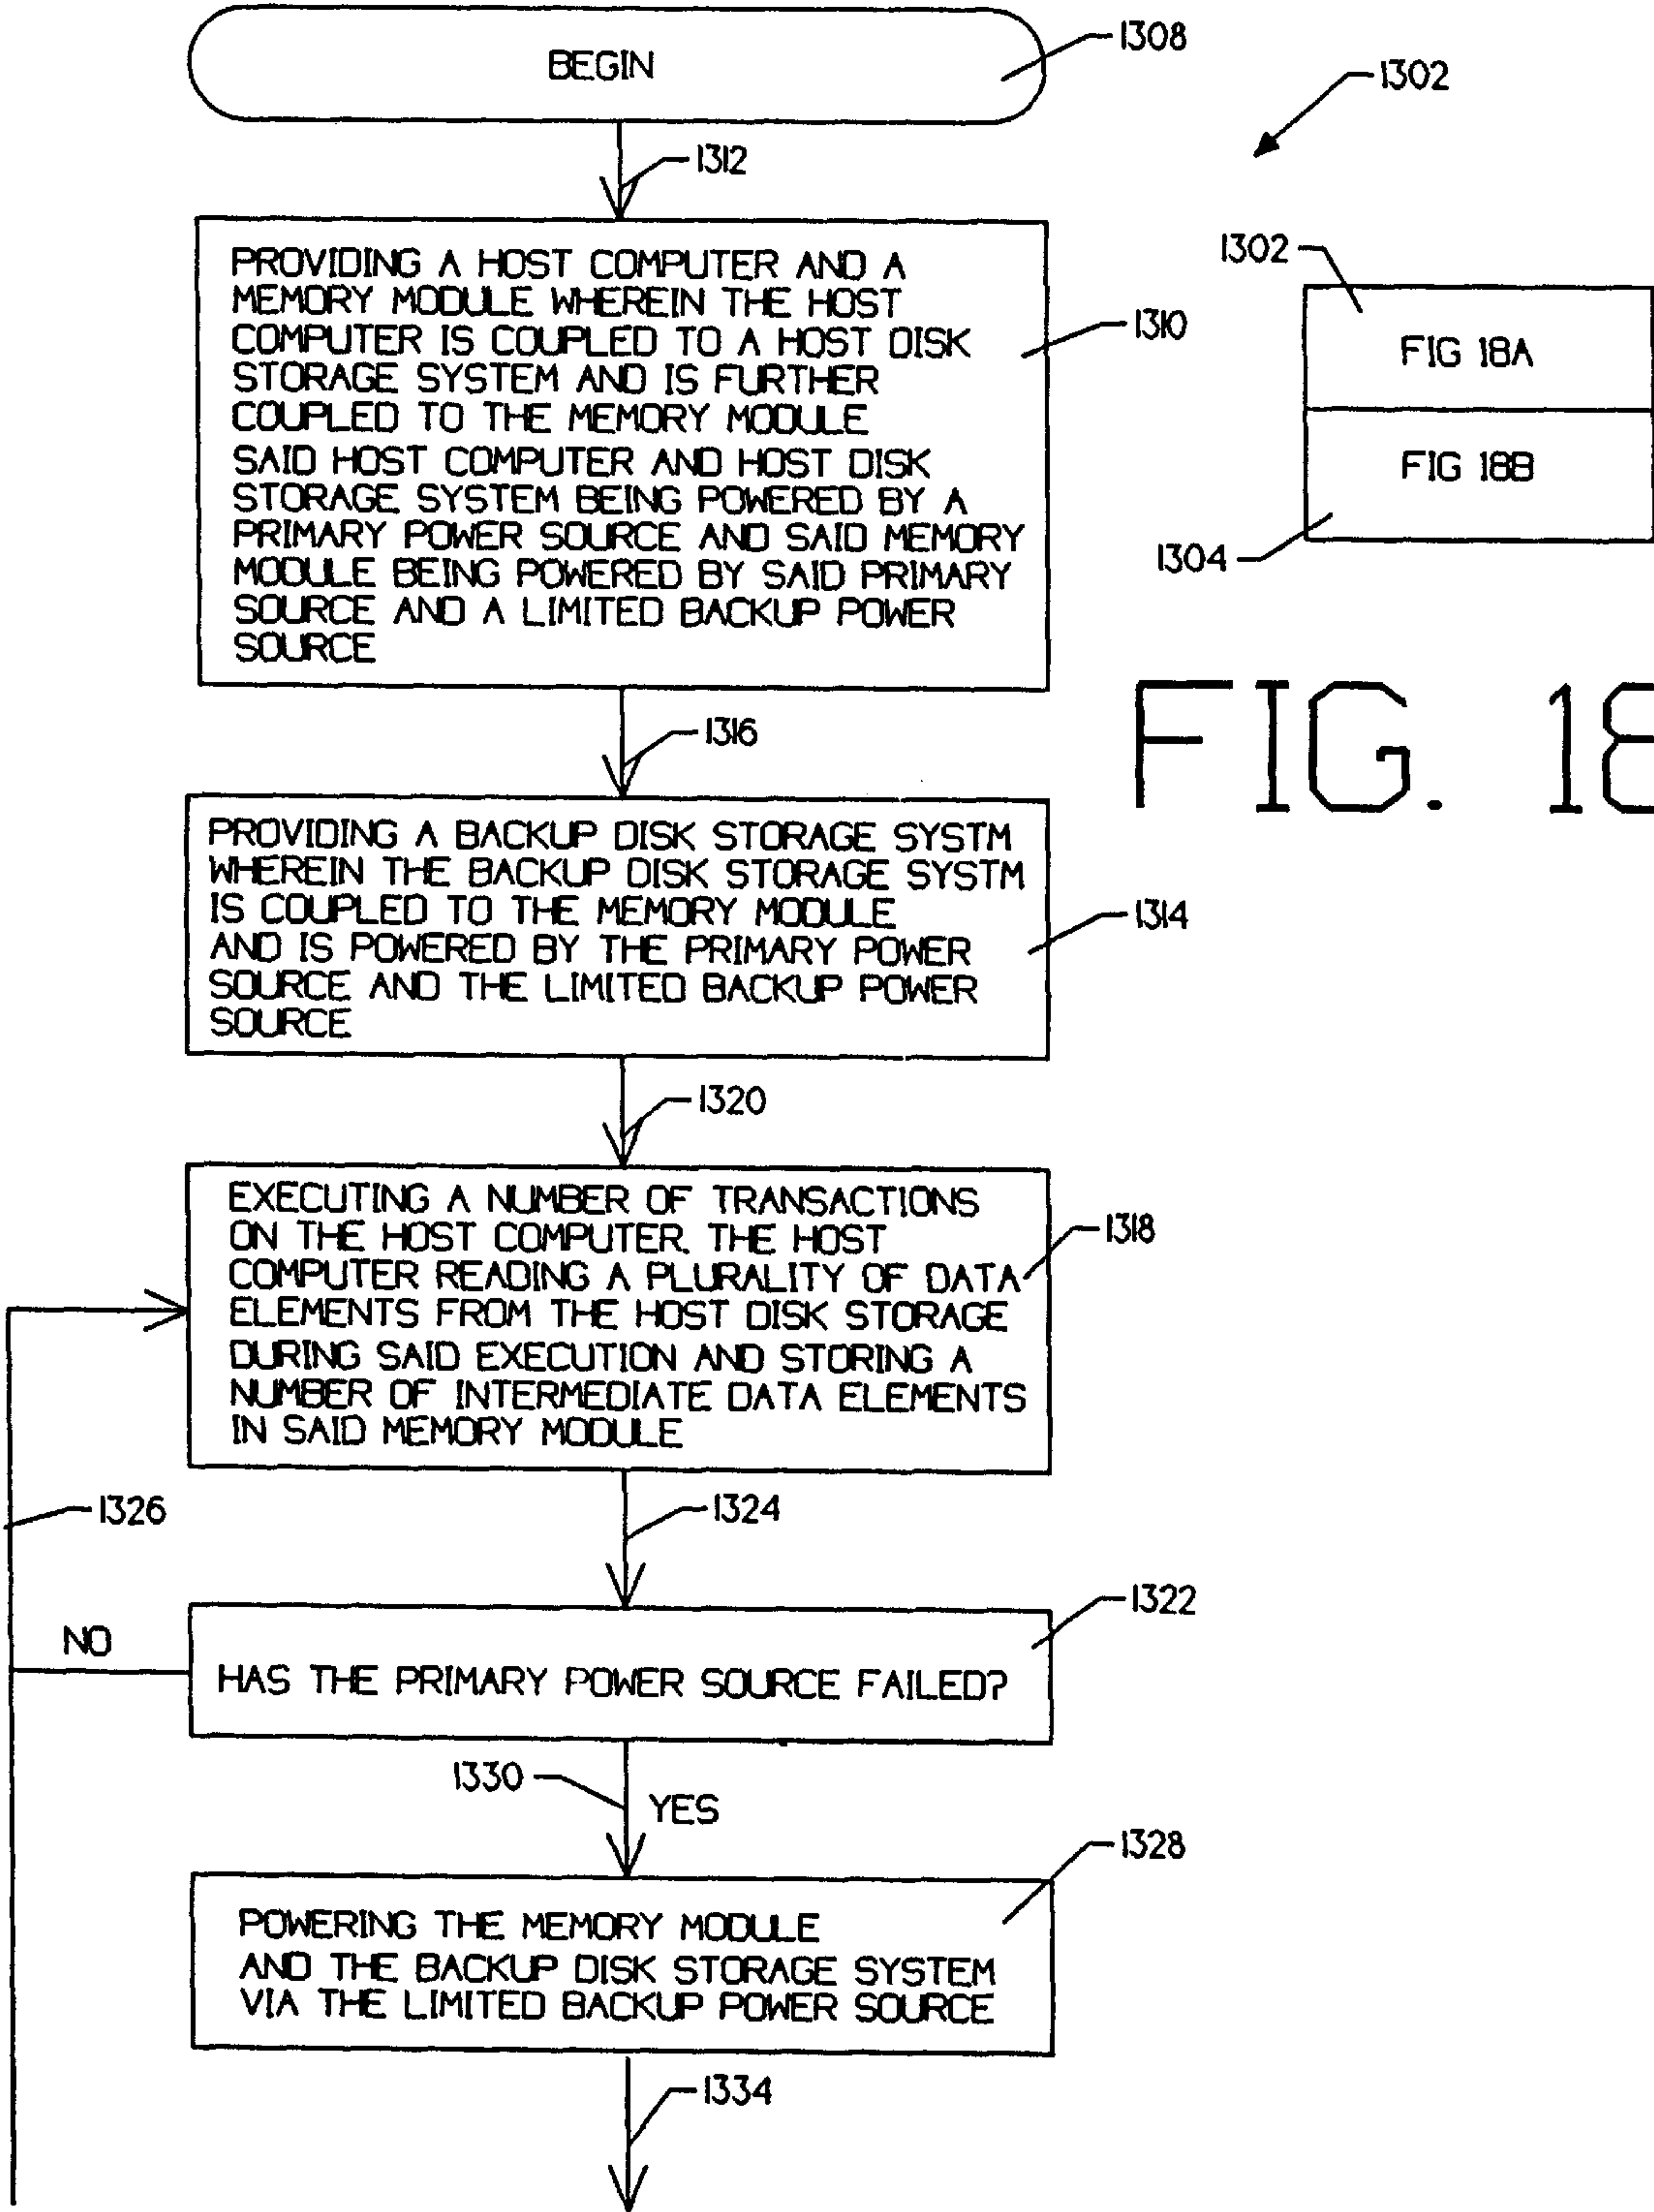 BEGIN
1308
1302
1312
PROVIDING A HOST COMPUTER AND A
MEMORY MODULE WHEREIN THE HOST
COMPUTER IS COUPLED TO A HOST DISK
STORAGE SYSTEM AND IS FURTHER
COUPLED TO THE MEMORY MODULE
SAID HOST COMPUTER AND HOST DISK
STORAGE SYSTEM BEING POWERED BY A
PRIMARY POWER SOURCE AND SAID MEMORY
MODULE BEING POWERED BY SAID PRIMARY
SOURCE AND A LIMITED BACKUP POWER
SOURCE
1310
1302
FIG 18A
FIG 18B
1304
FIG. 18
1316
PROVIDING A BACKUP DISK STORAGE SYSTM
WHEREIN THE BACKUP DISK STORAGE SYSTM
IS COUPLED TO THE MEMORY MODULE
AND IS POWERED BY THE PRIMARY POWER
SOURCE AND THE LIMITED BACKUP POWER
SOURCE
1314
1320
EXECUTING A NUMBER OF TRANSACTIONS
ON THE HOST COMPUTER. THE HOST
COMPUTER READING A PLURALITY OF DATA
ELEMENTS FROM THE HOST DISK STORAGE
DURING SAID EXECUTION AND STORING A
NUMBER OF INTERMEDIATE DATA ELEMENTS
IN SAID MEMORY MODULE
1318
1326
1324
1322
NO
HAS THE PRIMARY POWER SOURCE FAILED?
1330
YES
1328
POWERING THE MEMORY MODULE
AND THE BACKUP DISK STORAGE SYSTEM
VIA THE LIMITED BACKUP POWER SOURCE
1334